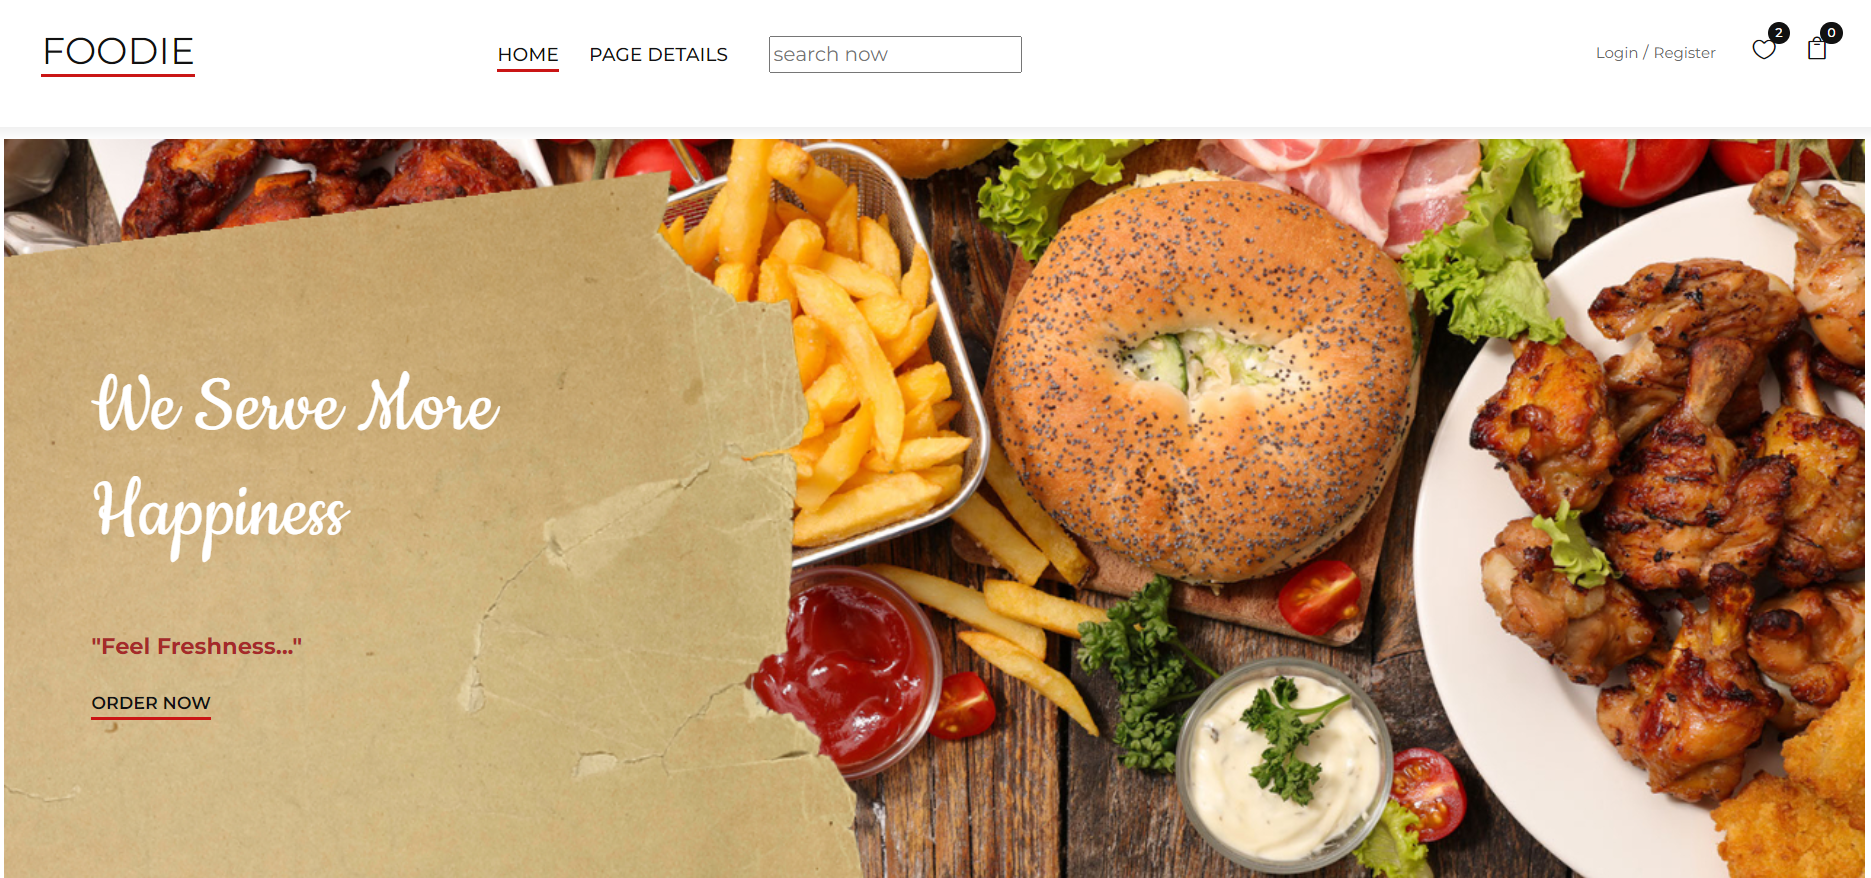 FOODIE
HOME
PAGE DETAILS
search now
Login / Register
2
0
We Serve More
Happiness
"Feel Freshness..."
ORDER NOW